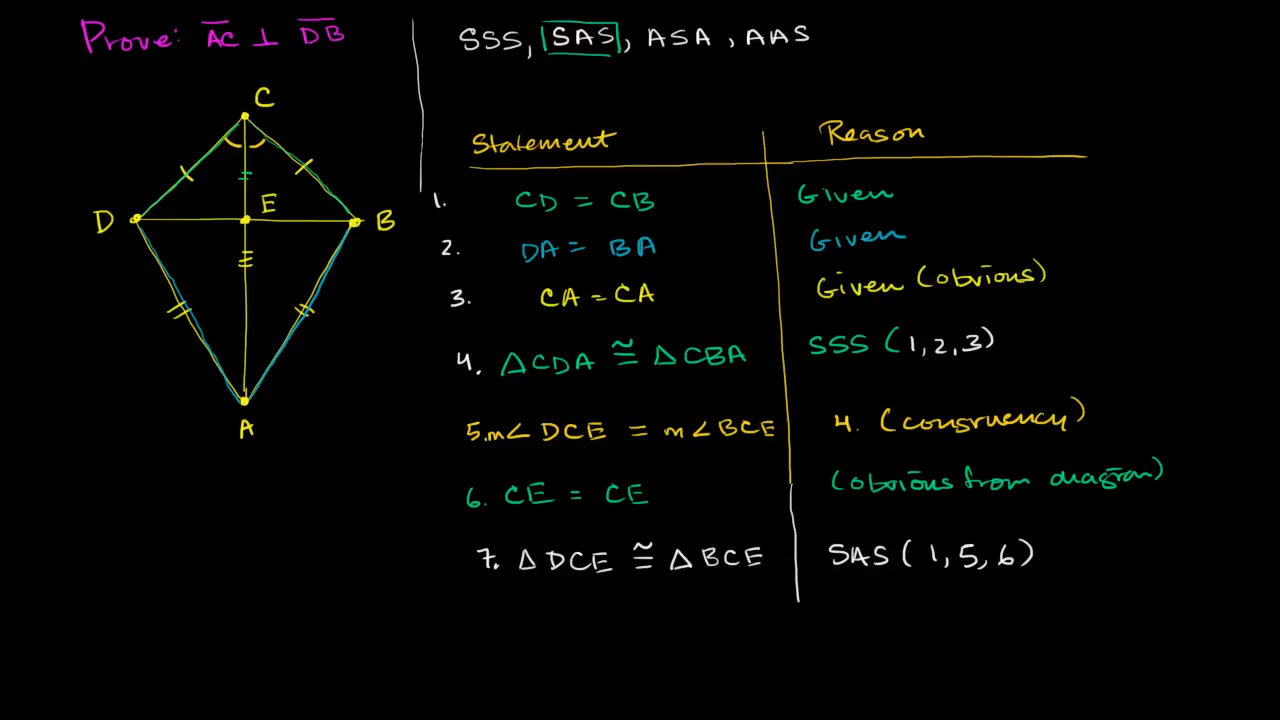 Prove: AC ⊥ DB
SSS, SAS, ASA, AAS
C
D
E
B
A
Statement Reason
1. CD = CB Given
2. DA = BA Given
3. CA = CA Given (obvious)
4. △CDA ≅ △CBA SSS (1,2,3)
5. m∠DCE = m∠BCE 4. (congruency)
6. CE = CE (obvious from diagram)
7. △DCE ≅ △BCE SAS (1,5,6)